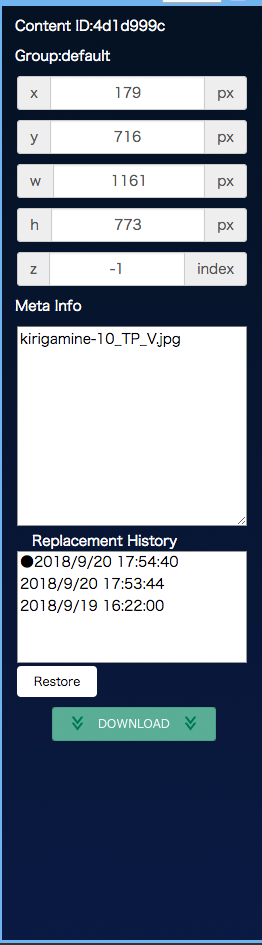 Content ID:4d1d999c
Group:default
x 179 px
y 716 px
w 1161 px
h 773 px
z -1 index
Meta Info
kirigamine-10_TP_V.jpg
Replacement History
●2018/9/20 17:54:40
2018/9/20 17:53:44
2018/9/19 16:22:00
Restore
DOWNLOAD